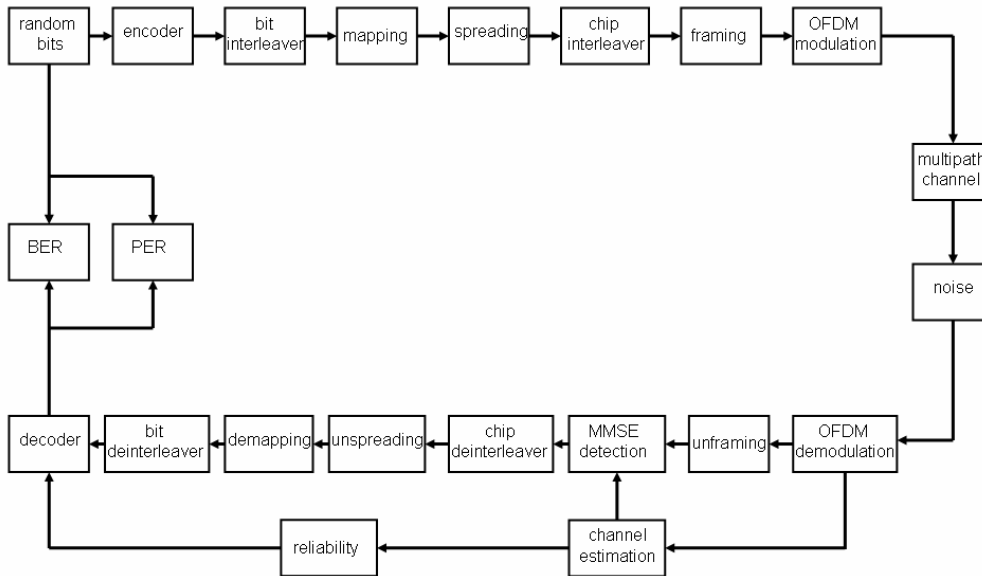 random
bits
encoder
bit
interleaver
mapping
spreading
chip
interleaver
framing
OFDM
modulation
multipath
channel
noise
BER
PER
decoder
bit
deinterleaver
demapping
unspreading
chip
deinterleaver
MMSE
detection
unframing
OFDM
demodulation
reliability
channel
estimation